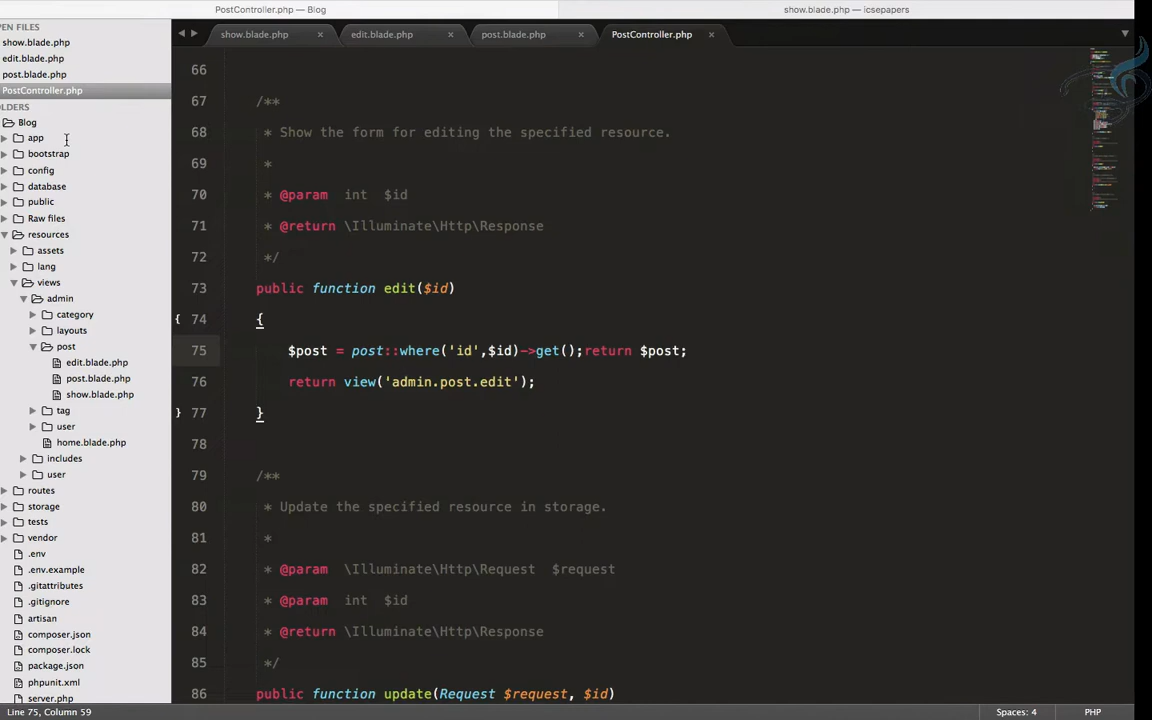 PostController.php — Blog
show.blade.php — icsepapers
PEN FILES
show.blade.php
edit.blade.php
post.blade.php
PostController.php
OLDERS
Blog
app
bootstrap
config
database
public
Raw files
resources
assets
lang
views
admin
category
layouts
post
edit.blade.php
post.blade.php
show.blade.php
tag
user
home.blade.php
includes
user
routes
storage
tests
vendor
.env
.env.example
.gitattributes
.gitignore
artisan
composer.json
composer.lock
package.json
phpunit.xml
server.php
show.blade.php × edit.blade.php × post.blade.php × PostController.php ×
66
67 /**
68 * Show the form for editing the specified resource.
69 *
70 * @param int $id
71 * @return \Illuminate\Http\Response
72 */
73 public function edit($id)
{ 74 {
75 $post = post::where('id',$id)->get();return $post;
76 return view('admin.post.edit');
} 77 }
78
79 /**
80 * Update the specified resource in storage.
81 *
82 * @param \Illuminate\Http\Request $request
83 * @param int $id
84 * @return \Illuminate\Http\Response
85 */
86 public function update(Request $request, $id)
Line 75, Column 59
Spaces: 4
PHP